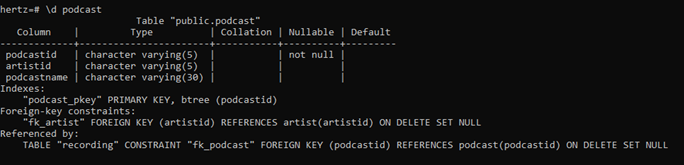 hertz=# \d podcast
                      Table "public.podcast"
   Column    |         Type          | Collation | Nullable | Default
-------------+-----------------------+-----------+----------+---------
 podcastid   | character varying(5)  |           | not null |
 artistid    | character varying(5)  |           |          |
 podcastname | character varying(30) |           |          |
Indexes:
    "podcast_pkey" PRIMARY KEY, btree (podcastid)
Foreign-key constraints:
    "fk_artist" FOREIGN KEY (artistid) REFERENCES artist(artistid) ON DELETE SET NULL
Referenced by:
    TABLE "recording" CONSTRAINT "fk_podcast" FOREIGN KEY (podcastid) REFERENCES podcast(podcastid) ON DELETE SET NULL